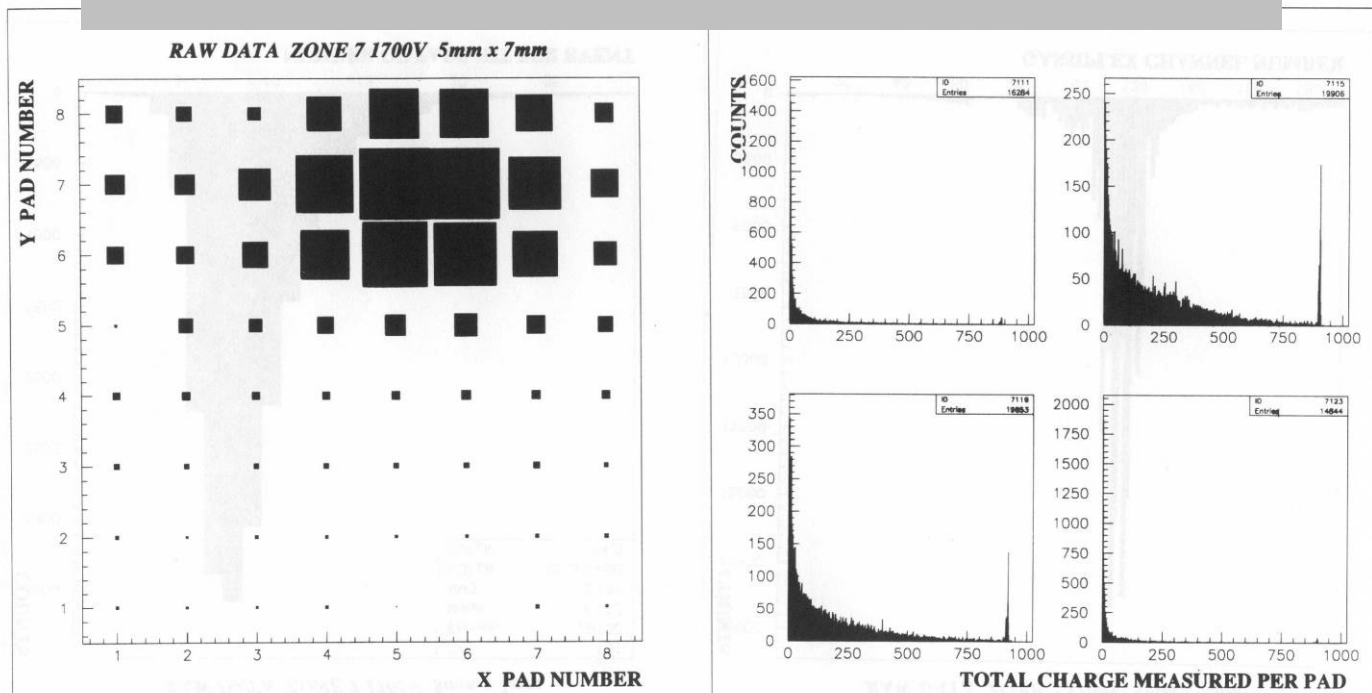 RAW DATA ZONE 7 1700V 5mm x 7mm
Y PAD NUMBER
8
7
6
5
4
3
2
1
1 2 3 4 5 6 7 8
X PAD NUMBER
COUNTS
ID 7111
Entries 16284
1600
1400
1200
1000
800
600
400
200
0
0 250 500 750 1000
ID 7115
Entries 19906
250
200
150
100
50
0
0 250 500 750 1000
ID 7119
Entries 19853
350
300
250
200
150
100
50
0
0 250 500 750 1000
ID 7123
Entries 14844
2000
1750
1500
1250
1000
750
500
250
0
0 250 500 750 1000
TOTAL CHARGE MEASURED PER PAD